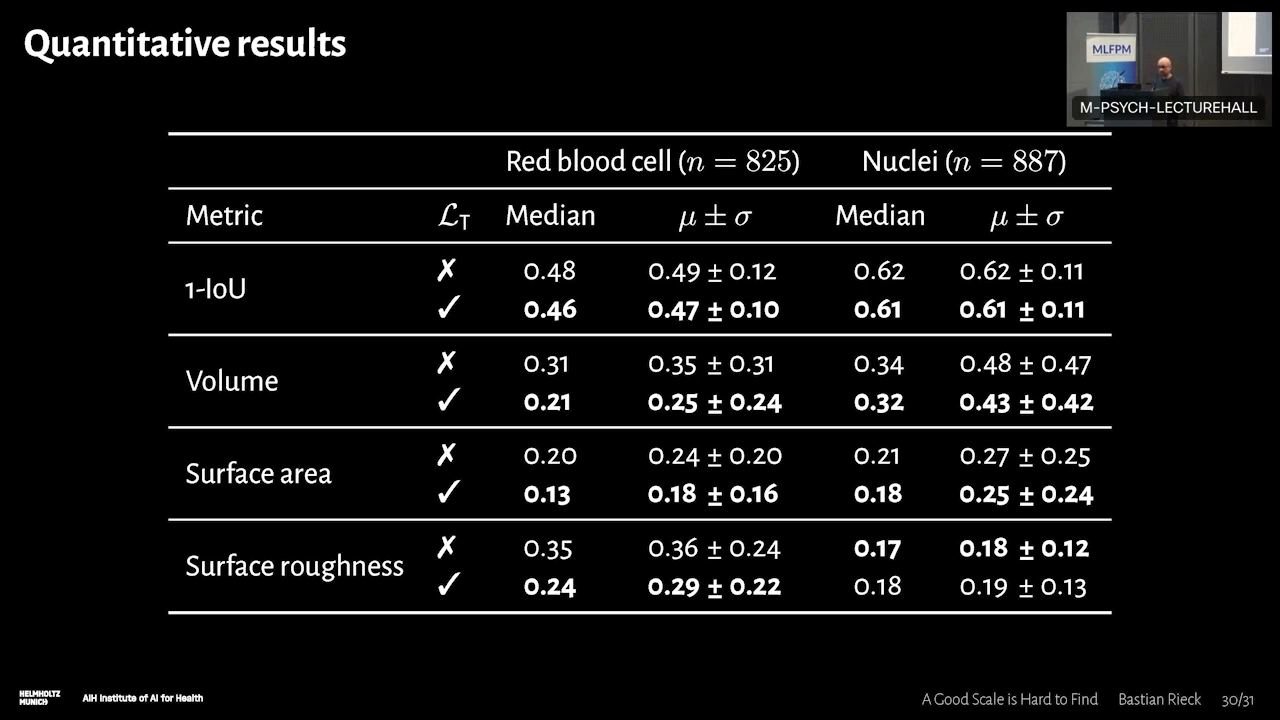 Quantitative results
MLFPM
M-PSYCH-LECTUREHALL
Red blood cell (n = 825) Nuclei (n = 887)
Metric ℒ_T Median μ ± σ Median μ ± σ
1-IoU
✗ 0.48 0.49 ± 0.12 0.62 0.62 ± 0.11
✓ 0.46 0.47 ± 0.10 0.61 0.61 ± 0.11
Volume
✗ 0.31 0.35 ± 0.31 0.34 0.48 ± 0.47
✓ 0.21 0.25 ± 0.24 0.32 0.43 ± 0.42
Surface area
✗ 0.20 0.24 ± 0.20 0.21 0.27 ± 0.25
✓ 0.13 0.18 ± 0.16 0.18 0.25 ± 0.24
Surface roughness
✗ 0.35 0.36 ± 0.24 0.17 0.18 ± 0.12
✓ 0.24 0.29 ± 0.22 0.18 0.19 ± 0.13
HELMHOLTZ
MUNICH
AIH Institute of AI for Health
A Good Scale is Hard to Find Bastian Rieck 30/31